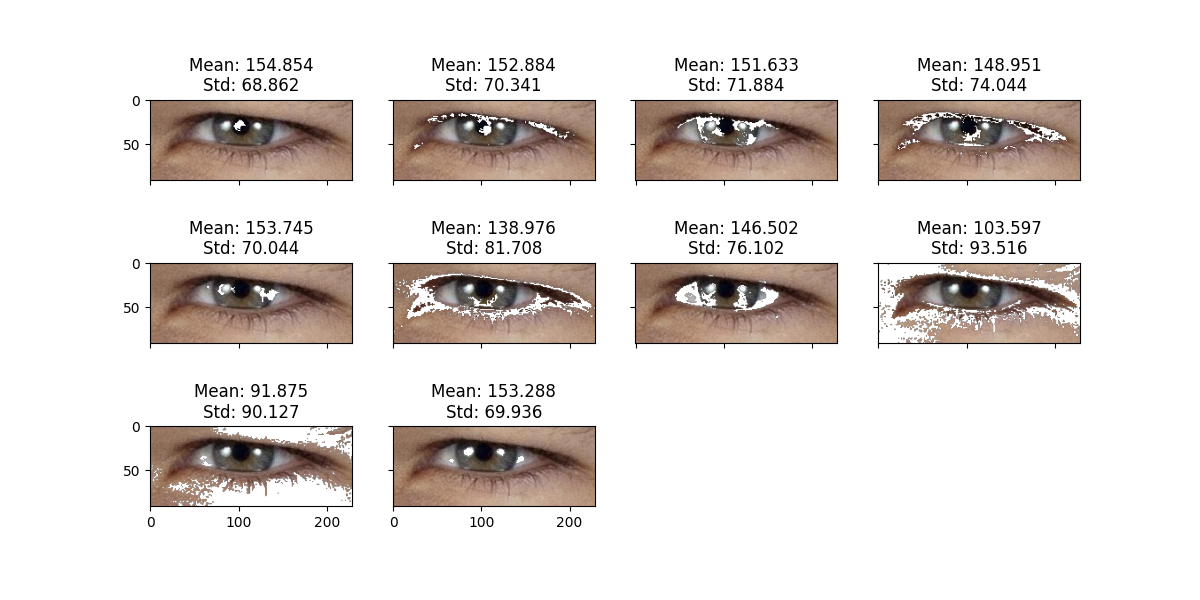 Mean: 154.854
Std: 68.862
Mean: 152.884
Std: 70.341
Mean: 151.633
Std: 71.884
Mean: 148.951
Std: 74.044
0
50
Mean: 153.745
Std: 70.044
Mean: 138.976
Std: 81.708
Mean: 146.502
Std: 76.102
Mean: 103.597
Std: 93.516
0
50
Mean: 91.875
Std: 90.127
Mean: 153.288
Std: 69.936
0
50
0
100
200
0
100
200